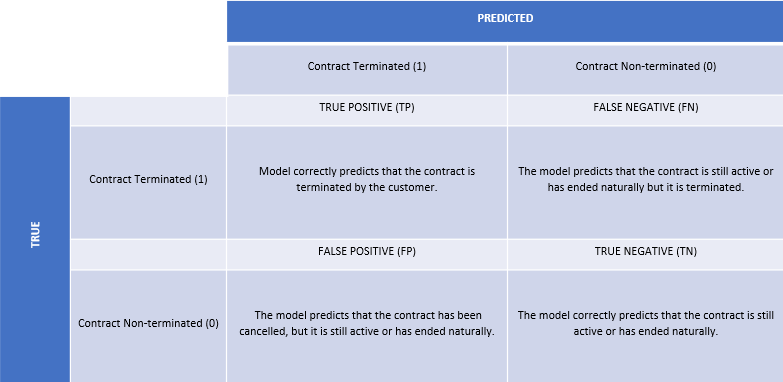 PREDICTED
Contract Terminated (1)
Contract Non-terminated (0)
TRUE POSITIVE (TP)
FALSE NEGATIVE (FN)
TRUE
Contract Terminated (1)
Model correctly predicts that the contract is
terminated by the customer.
The model predicts that the contract is still active or
has ended naturally but it is terminated.
FALSE POSITIVE (FP)
TRUE NEGATIVE (TN)
Contract Non-terminated (0)
The model predicts that the contract has been
cancelled, but it is still active or has ended naturally.
The model correctly predicts that the contract is still
active or has ended naturally.